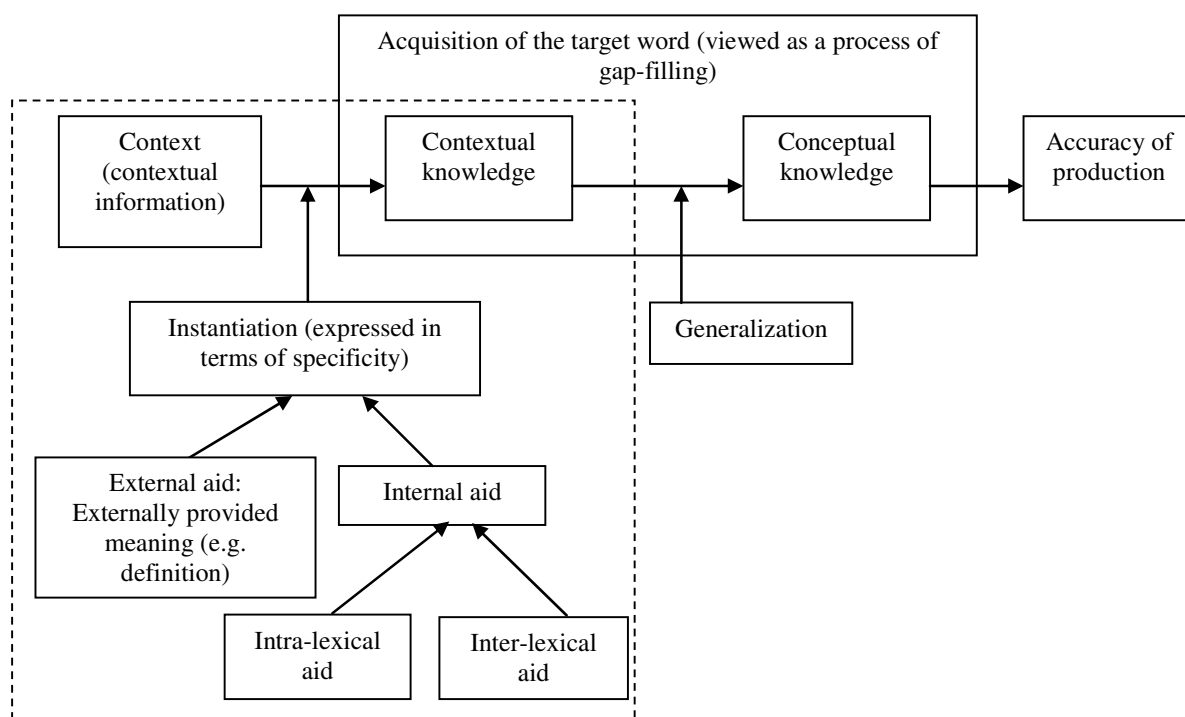 Acquisition of the target word (viewed as a process of
gap-filling)
Context
(contextual
information)
Contextual
knowledge
Conceptual
knowledge
Accuracy of
production
Instantiation (expressed in
terms of specificity)
Generalization
External aid:
Externally provided
meaning (e.g.
definition)
Internal aid
Intra-lexical
aid
Inter-lexical
aid